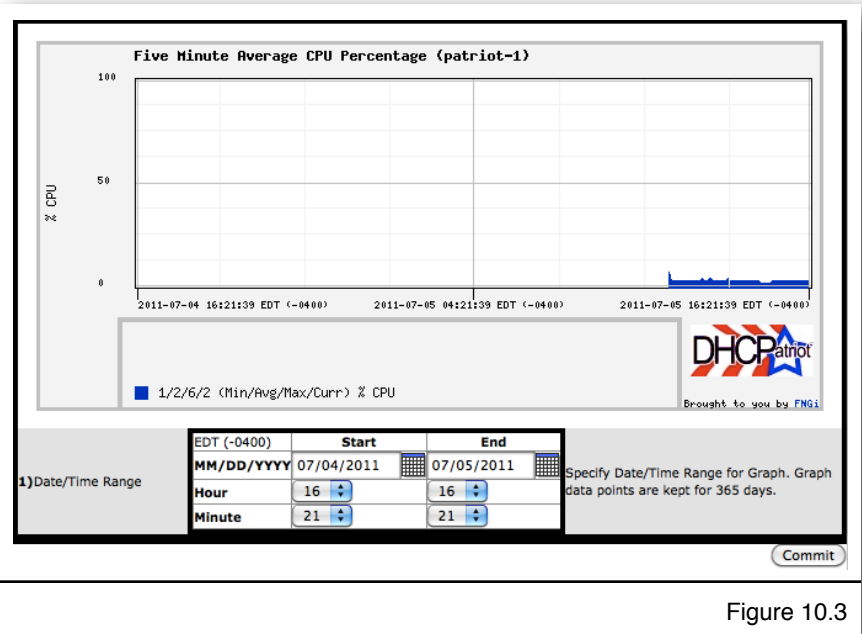 Five Minute Average CPU Percentage (patriot-1)
100
50
0
% CPU
2011-07-04 16:21:39 EDT (-0400)
2011-07-05 04:21:39 EDT (-0400)
2011-07-05 16:21:39 EDT (-0400)
1/2/6/2 (Min/Avg/Max/Curr) % CPU
DHCPatriot
Brought to you by FNGi
EDT (-0400) Start End
1)Date/Time Range
MM/DD/YYYY 07/04/2011 07/05/2011
Hour 16 16
Minute 21 21
Specify Date/Time Range for Graph. Graph
data points are kept for 365 days.
Commit
Figure 10.3